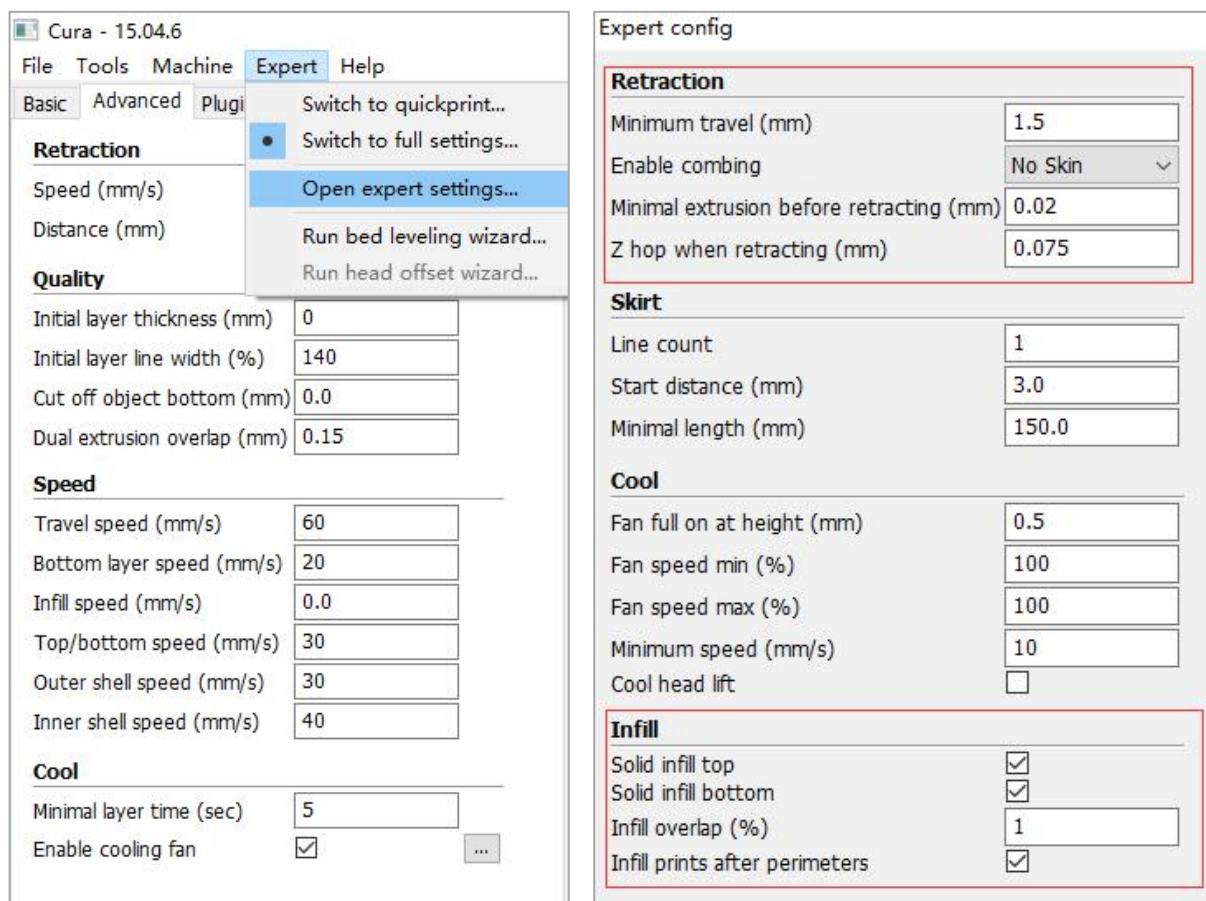 Cura - 15.04.6
File Tools Machine Expert Help
Basic Advanced Plugi
Switch to quickprint...
Switch to full settings...
Open expert settings...
Run bed leveling wizard...
Run head offset wizard...
Retraction
Speed (mm/s)
Distance (mm)
Quality
Initial layer thickness (mm) 0
Initial layer line width (%) 140
Cut off object bottom (mm) 0.0
Dual extrusion overlap (mm) 0.15
Speed
Travel speed (mm/s) 60
Bottom layer speed (mm/s) 20
Infill speed (mm/s) 0.0
Top/bottom speed (mm/s) 30
Outer shell speed (mm/s) 30
Inner shell speed (mm/s) 40
Cool
Minimal layer time (sec) 5
Enable cooling fan ...
Expert config
Retraction
Minimum travel (mm) 1.5
Enable combing No Skin
Minimal extrusion before retracting (mm) 0.02
Z hop when retracting (mm) 0.075
Skirt
Line count 1
Start distance (mm) 3.0
Minimal length (mm) 150.0
Cool
Fan full on at height (mm) 0.5
Fan speed min (%) 100
Fan speed max (%) 100
Minimum speed (mm/s) 10
Cool head lift
Infill
Solid infill top
Solid infill bottom
Infill overlap (%) 1
Infill prints after perimeters